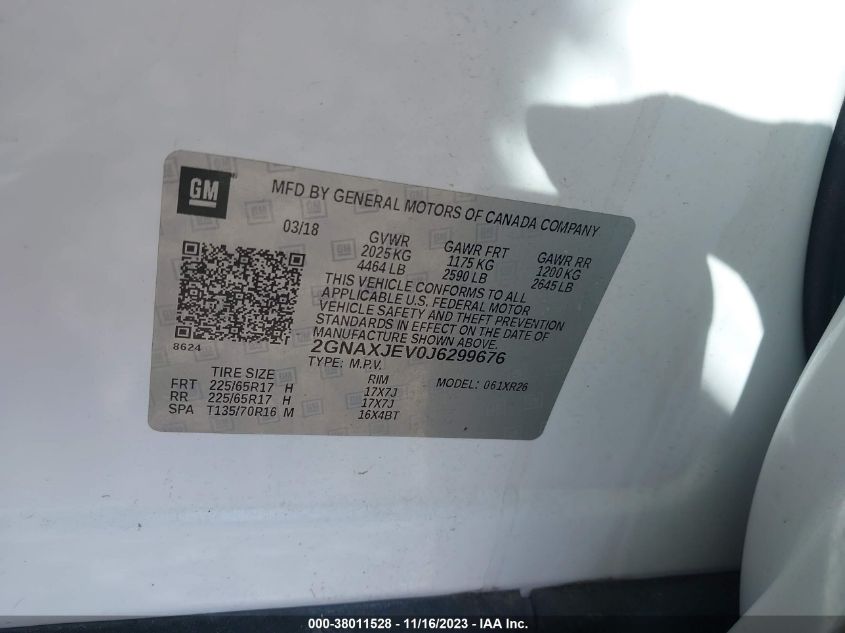 GM
MFD BY GENERAL MOTORS OF CANADA COMPANY
03/18
GVWR GAWR FRT GAWR RR
2025 KG 1175 KG 1200 KG
4464 LB 2590 LB 2645 LB
THIS VEHICLE CONFORMS TO ALL
APPLICABLE U.S. FEDERAL MOTOR
VEHICLE SAFETY AND THEFT PREVENTION
STANDARDS IN EFFECT ON THE DATE OF
MANUFACTURE SHOWN ABOVE.
8624 T
2GNAXJEV0J6299676
TYPE: M.P.V. MODEL: 061XR26
TIRE SIZE RIM
FRT 225/65R17 H 17X7J
RR 225/65R17 H 17X7J
SPA T135/70R16 M 16X4BT
000-38011528 - 11/16/2023 - IAA Inc.